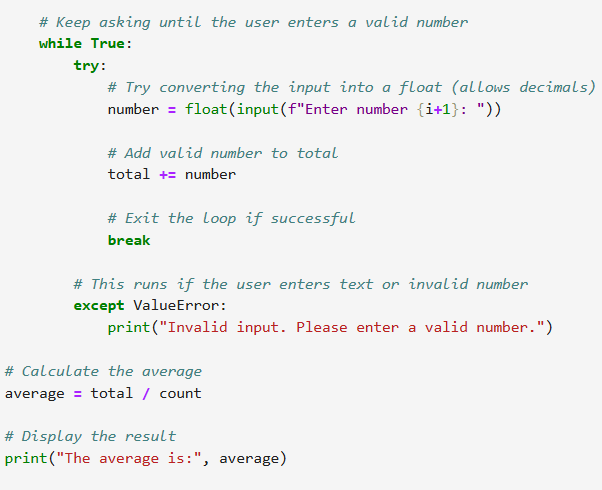 # Keep asking until the user enters a valid number
while True:
try:
# Try converting the input into a float (allows decimals)
number = float(input(f"Enter number {i+1}: "))
# Add valid number to total
total += number
# Exit the loop if successful
break
# This runs if the user enters text or invalid number
except ValueError:
print("Invalid input. Please enter a valid number.")
# Calculate the average
average = total / count
# Display the result
print("The average is:", average)